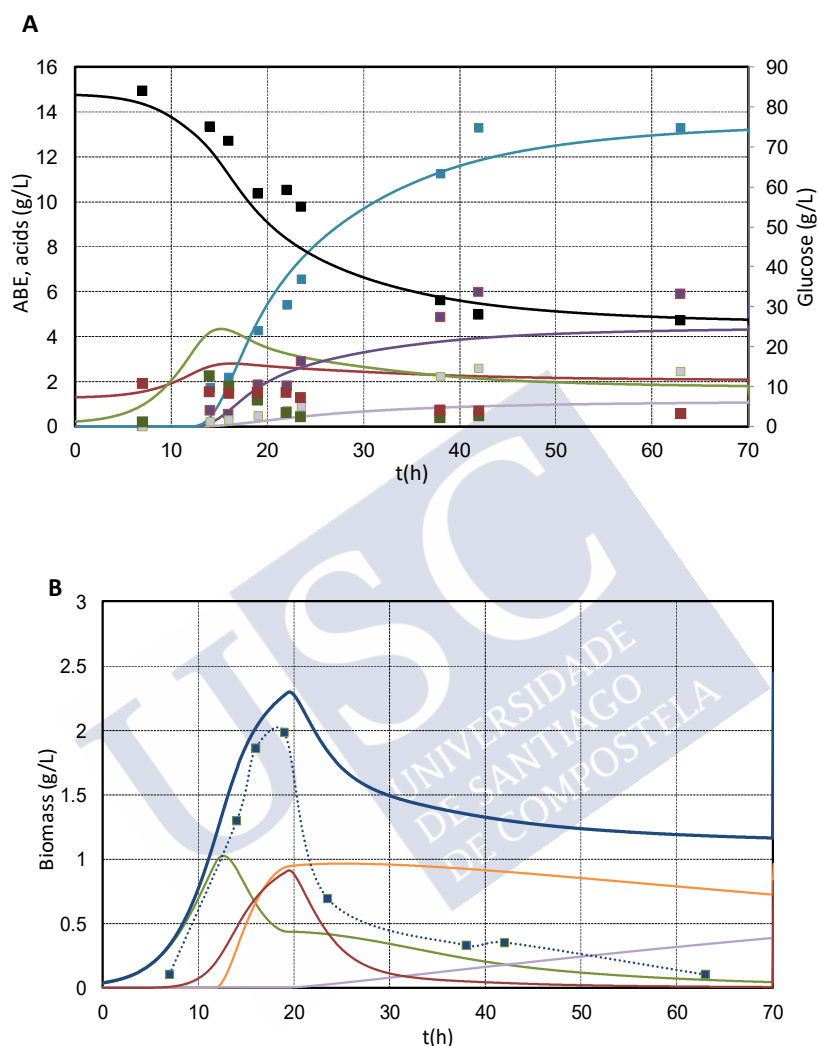 A
16
14
12
10
8
6
4
2
0
ABE, acids (g/L)
90
80
70
60
50
40
30
20
10
0
Glucose (g/L)
0 10 20 30 40 50 60 70
t(h)
B
3
2.5
2
1.5
1
0.5
0
Biomass (g/L)
0 10 20 30 40 50 60 70
t(h)
USC
UNIVERSIDADE
DE SANTIAGO
DE COMPOSTELA